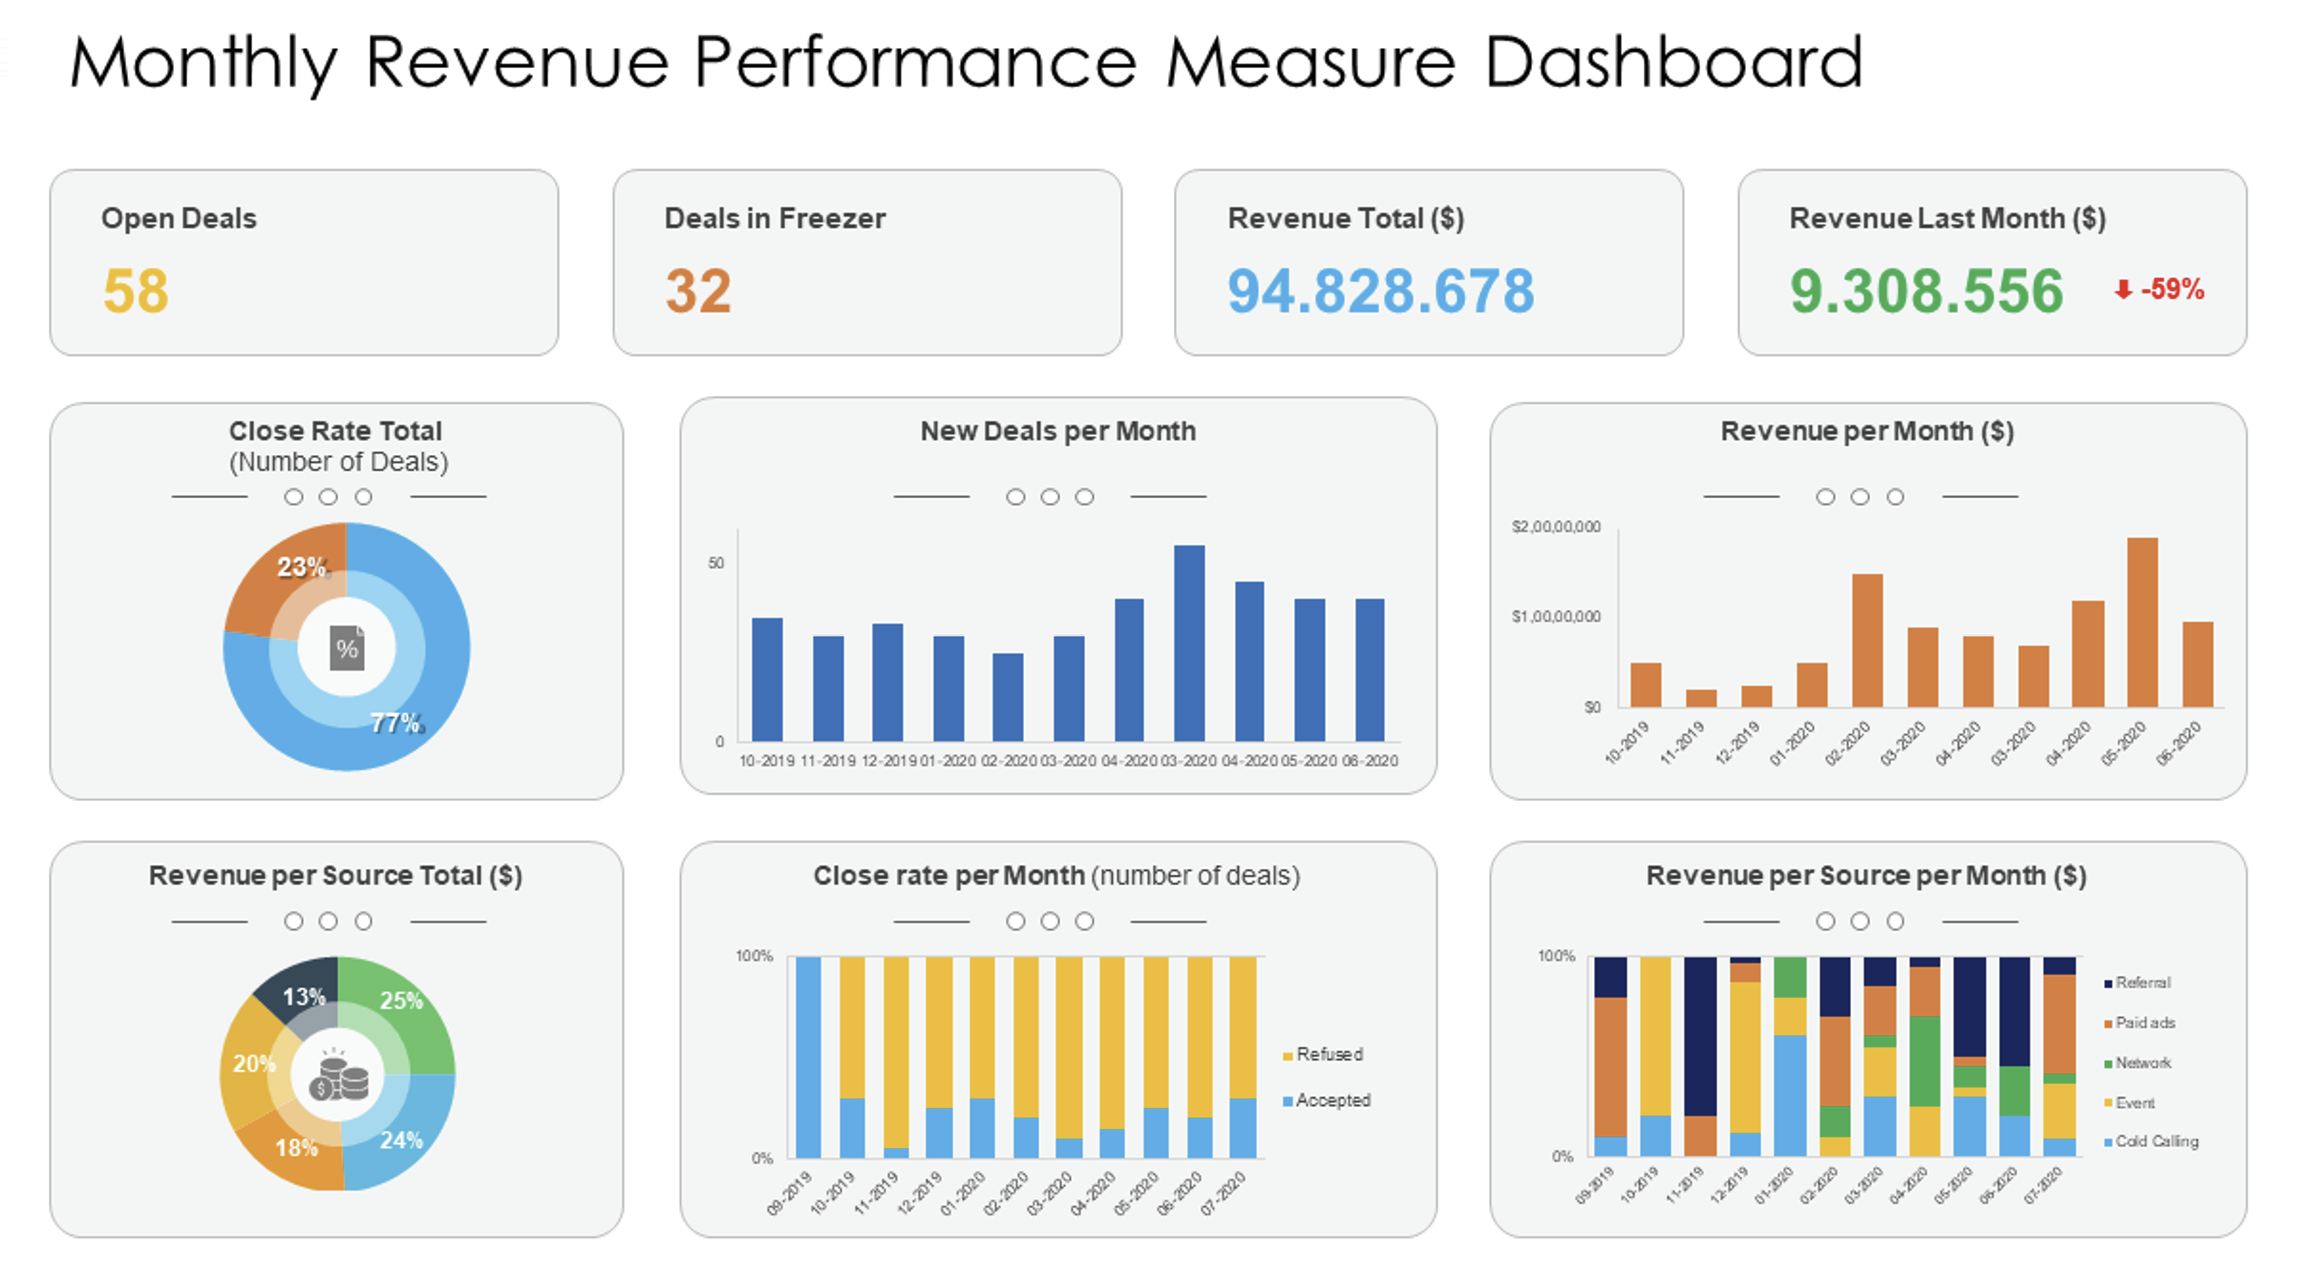 Monthly Revenue Performance Measure Dashboard
Open Deals
58
Deals in Freezer
32
Revenue Total ($)
94.828.678
Revenue Last Month ($)
9.308.556 -59%
Close Rate Total
(Number of Deals)
23%
%
77%
New Deals per Month
50
0
10-2019 11-2019 12-2019 01-2020 02-2020 03-2020 04-2020 03-2020 04-2020 05-2020 06-2020
Revenue per Month ($)
$2,00,00,000
$1,00,00,000
$0
10-2019 11-2019 12-2019 01-2020 02-2020 03-2020 04-2020 03-2020 04-2020 05-2020 06-2020
Revenue per Source Total ($)
13%
25%
20%
$
18%
24%
Close rate per Month (number of deals)
100%
0%
Refused
Accepted
09-2019 10-2019 11-2019 12-2019 01-2020 02-2020 03-2020 04-2020 05-2020 06-2020 07-2020
Revenue per Source per Month ($)
100%
0%
Referral
Paid ads
Network
Event
Cold Calling
09-2019 10-2019 11-2019 12-2019 01-2020 02-2020 03-2020 04-2020 05-2020 06-2020 07-2020